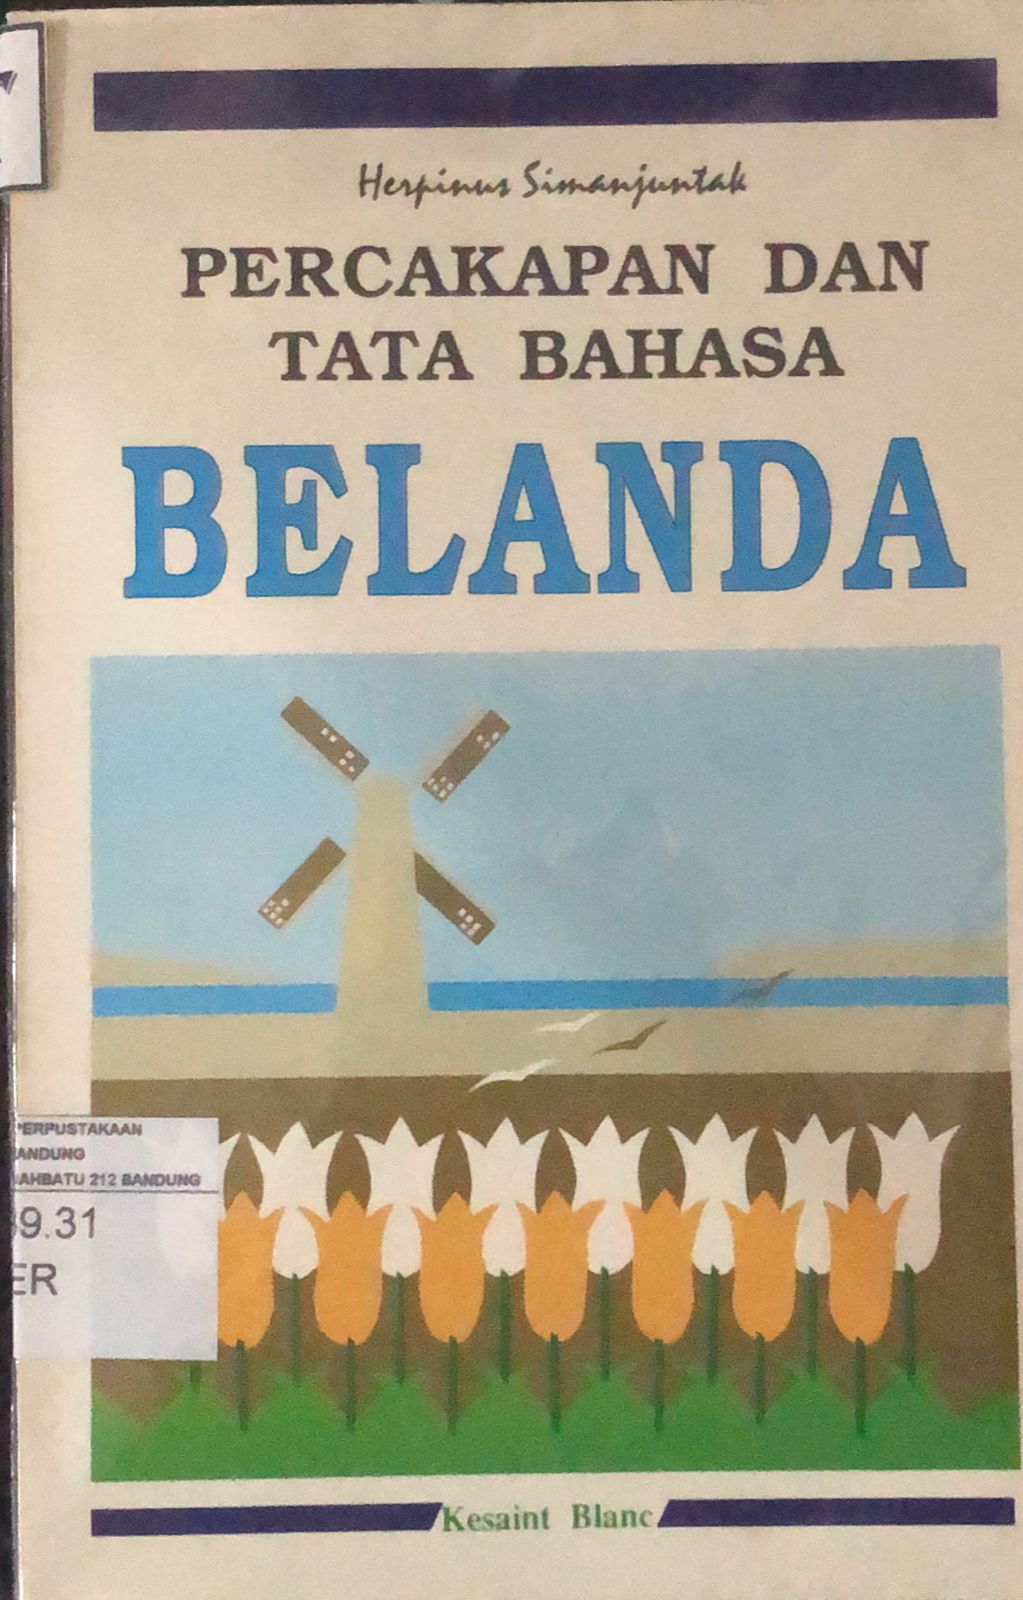 Herpinus Simanjuntak
PERCAKAPAN DAN
TATA BAHASA
BELANDA
PERPUSTAKAAN
ANDUNG
AHBATU 212 BANDUNG
9.31
ER
Kesaint Blanc